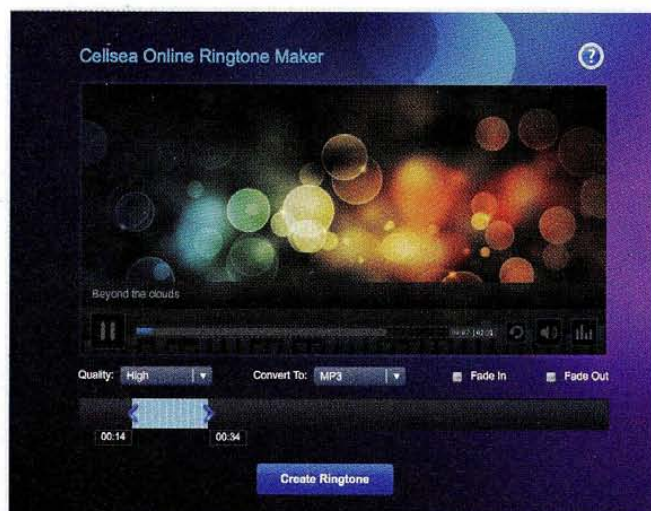 Cellsea Online Ringtone Maker
?
Beyond the clouds
Quality: High Convert To: MP3 Fade In Fade Out
00:14 00:34
Create Ringtone